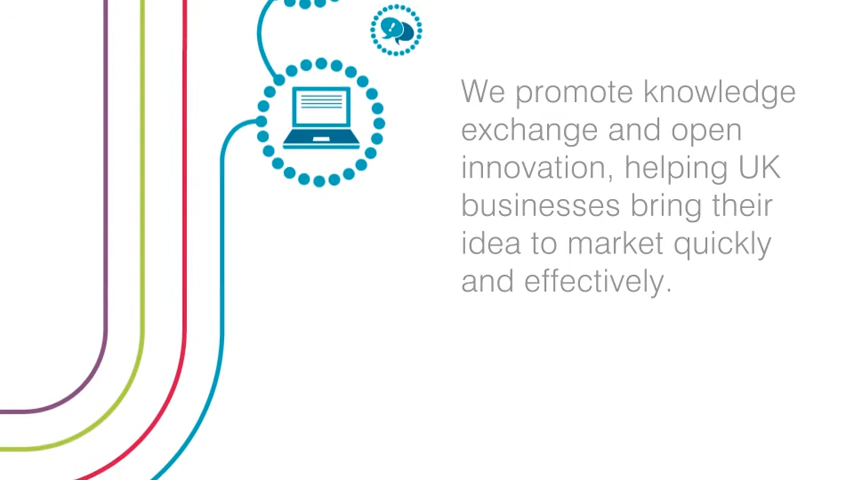 We promote knowledge
exchange and open
innovation, helping UK
businesses bring their
idea to market quickly
and effectively.